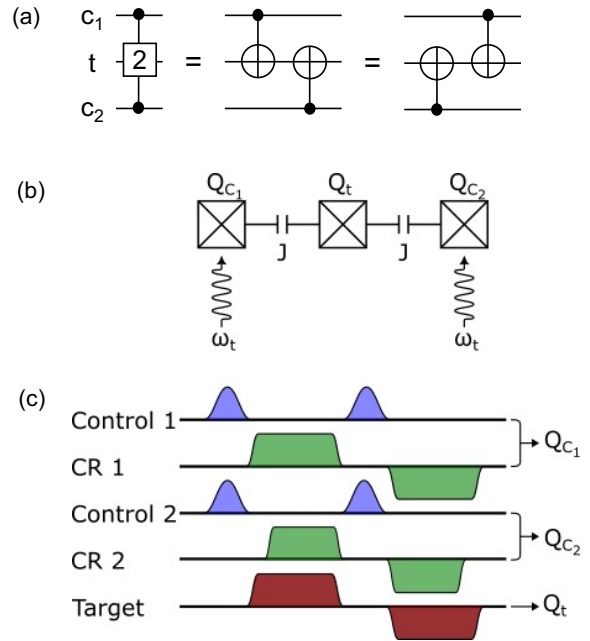 (a)
c1
t 2 = =
c2
(b)
QC1 Qt QC2
J J
ωt ωt
(c)
Control 1
CR 1 QC1
Control 2
CR 2 QC2
Target Qt